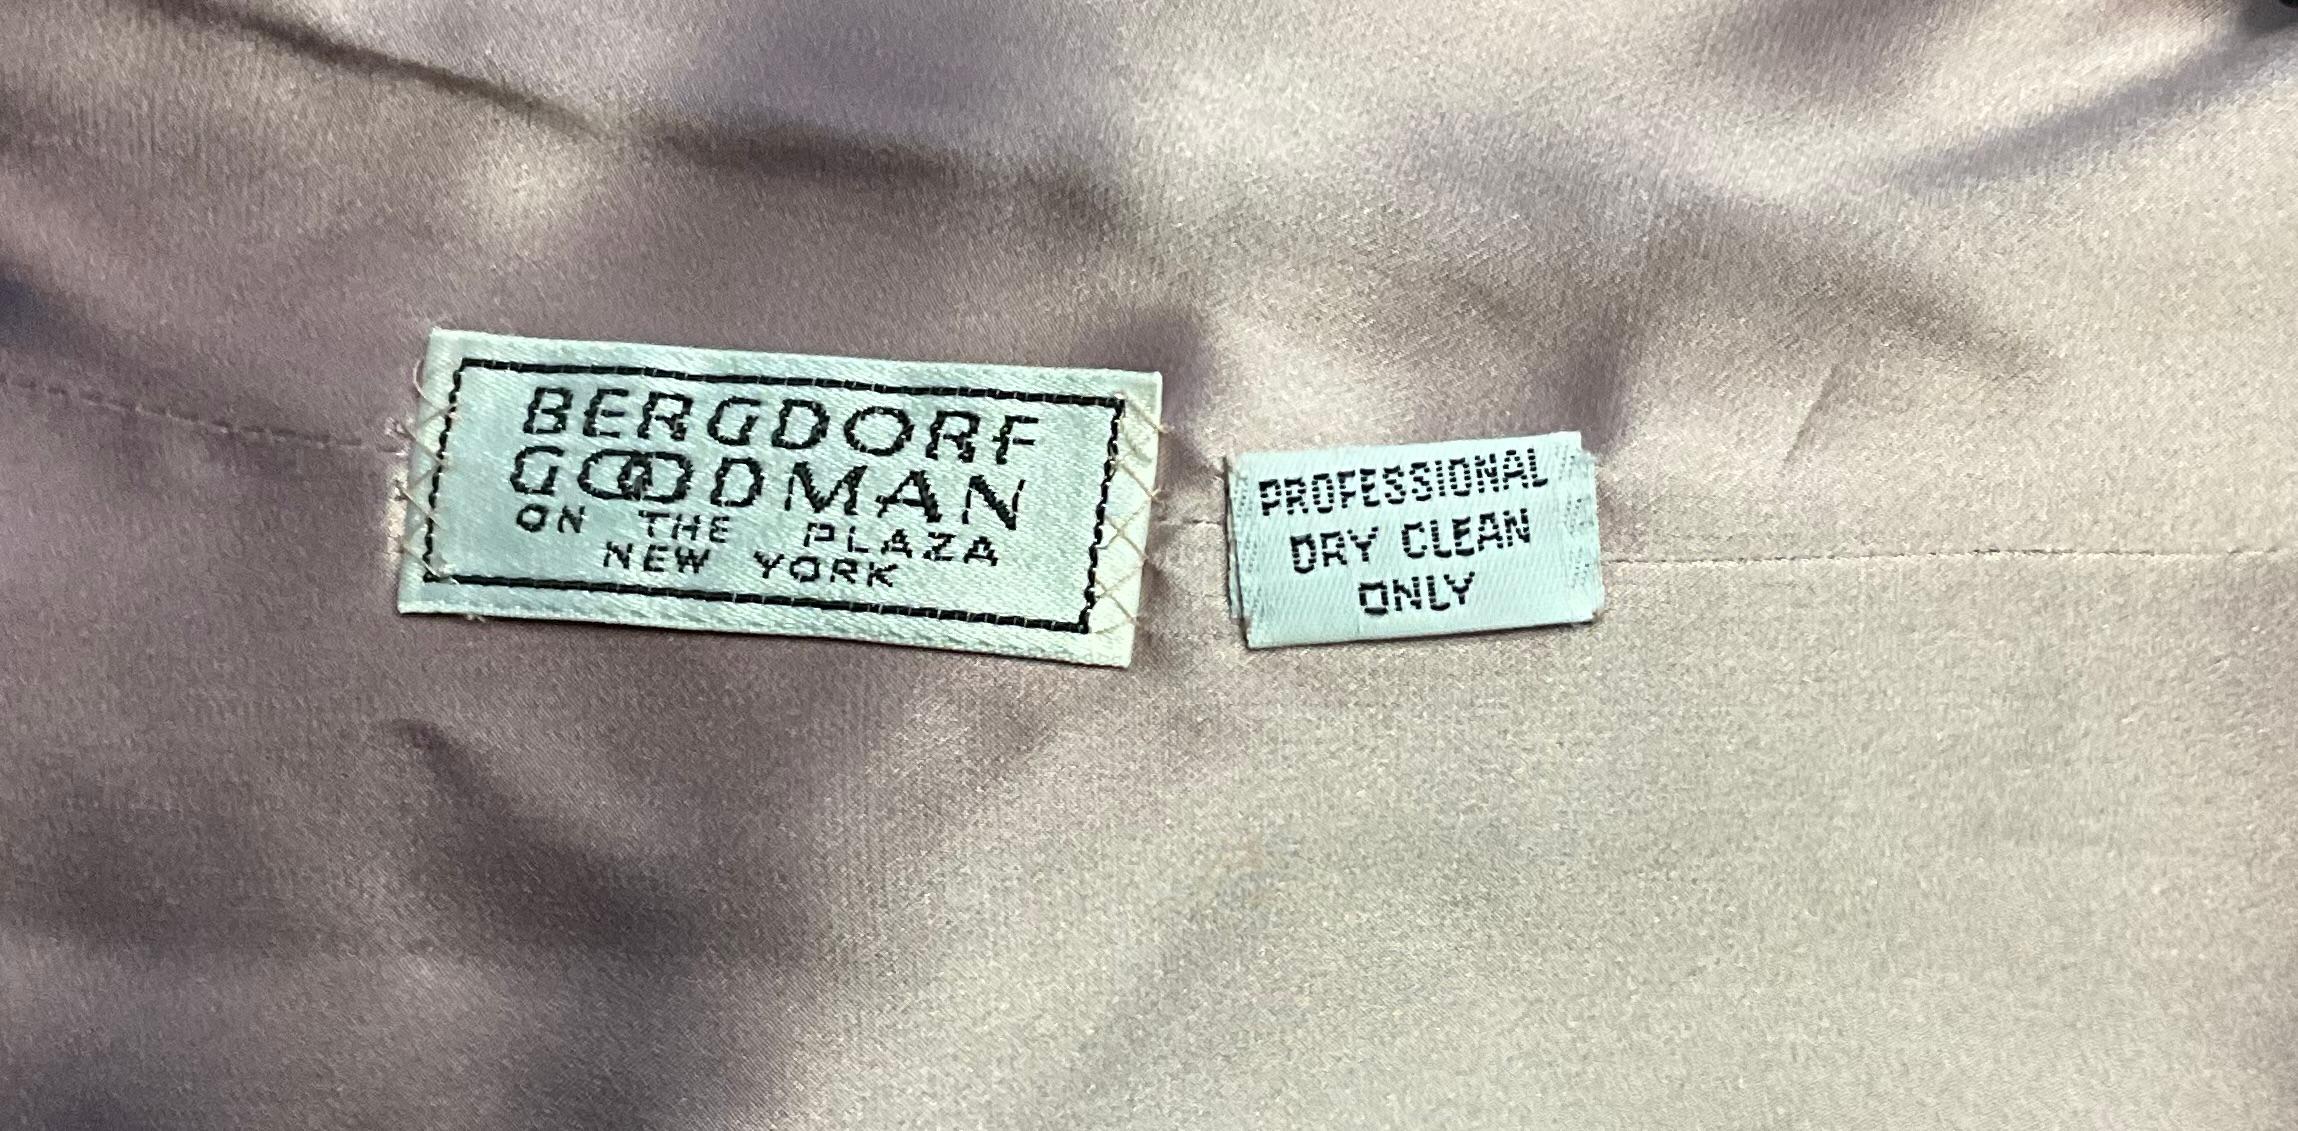 BERGDORF
GOODMAN
ON THE PLAZA
NEW YORK
PROFESSIONAL
DRY CLEAN
ONLY